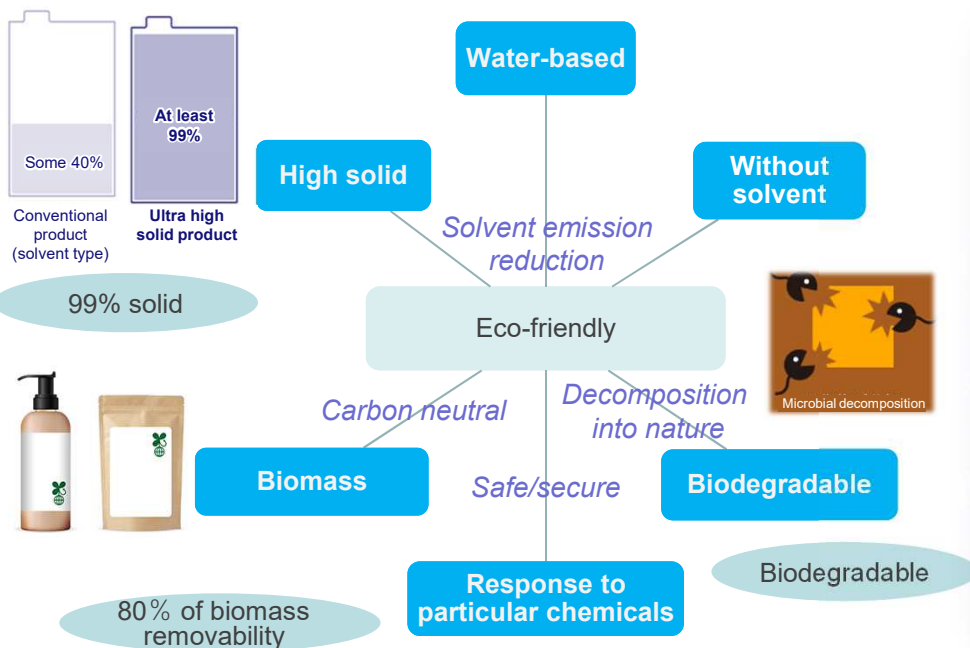 Water-based
At least
99%
Some 40%
High solid
Without
solvent
Conventional
product
(solvent type)
Ultra high
solid product
Solvent emission
reduction
99% solid
Eco-friendly
Microbial decomposition
Carbon neutral
Decomposition
into nature
Biomass
Safe/secure
Biodegradable
Biodegradable
Response to
particular chemicals
80% of biomass
removability